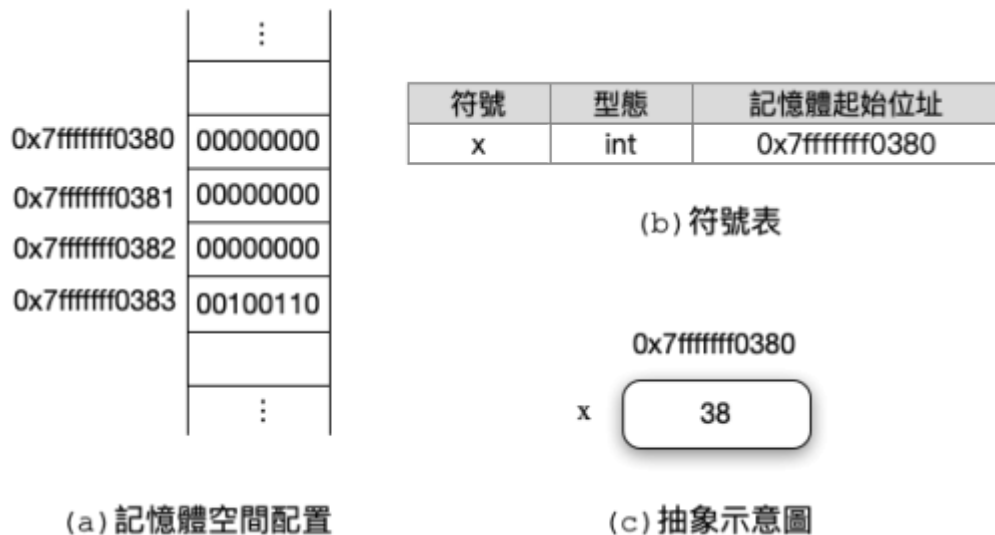 ⋮
0x7fffffff0380 00000000
0x7fffffff0381 00000000
0x7fffffff0382 00000000
0x7fffffff0383 00100110
⋮
(a)記憶體空間配置
符號 型態 記憶體起始位址
x int 0x7fffffff0380
(b)符號表
0x7fffffff0380
x 38
(c)抽象示意圖